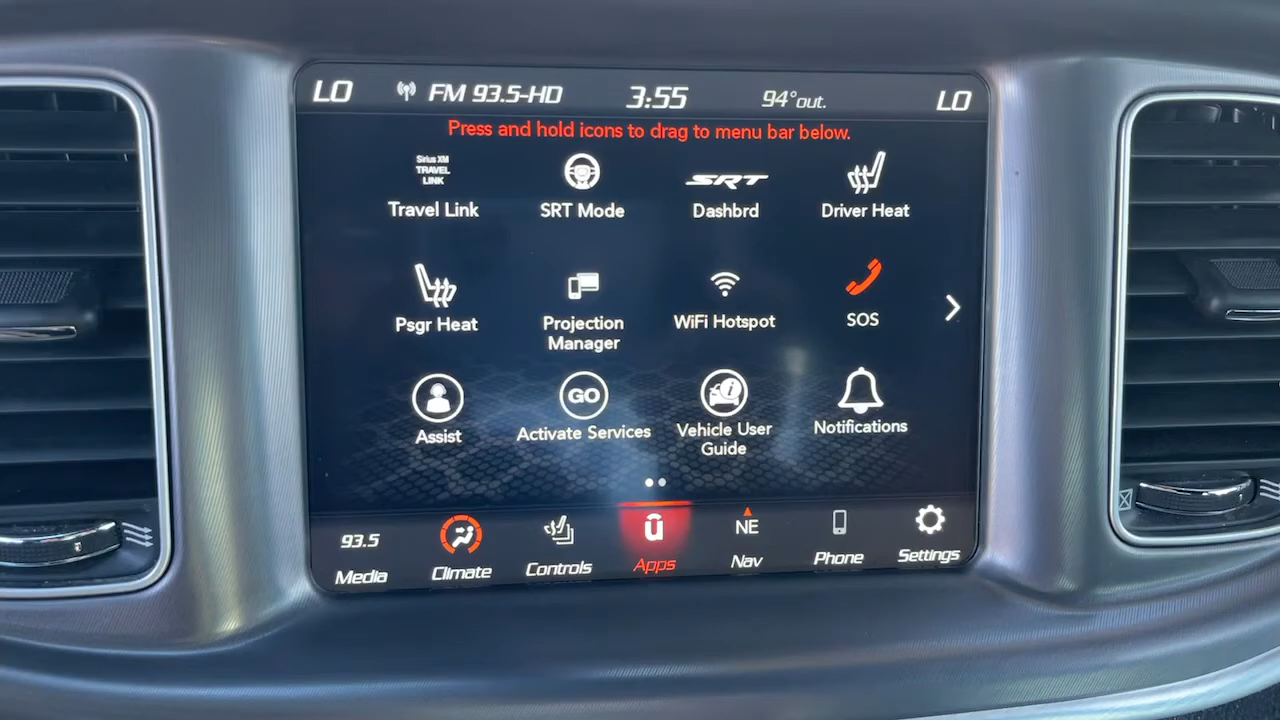 LO FM 93.5-HD 3:55 94°out. LO
Press and hold icons to drag to menu bar below.
Sirius XM
TRAVEL
LINK
SRT
Travel Link SRT Mode Dashbrd Driver Heat
Psgr Heat Projection
Manager WiFi Hotspot SOS
GO
Assist Activate Services Vehicle User
Guide Notifications
93.5 ū NE
Media Climate Controls Apps Nav Phone Settings